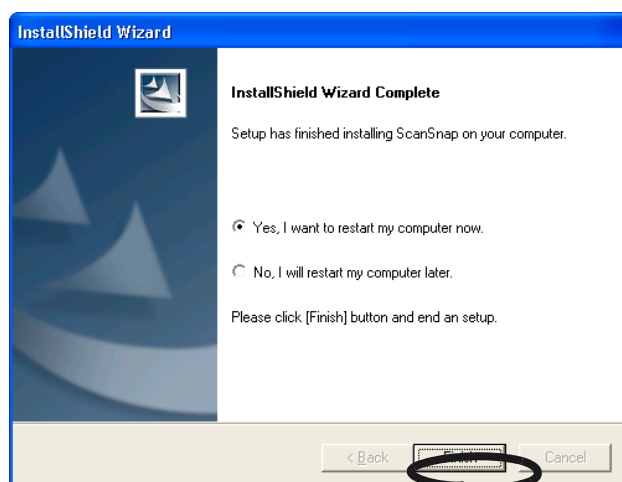 InstallShield Wizard
InstallShield Wizard Complete
Setup has finished installing ScanSnap on your computer.
Yes, I want to restart my computer now.
No, I will restart my computer later.
Please click [Finish] button and end an setup.
< Back Finish Cancel